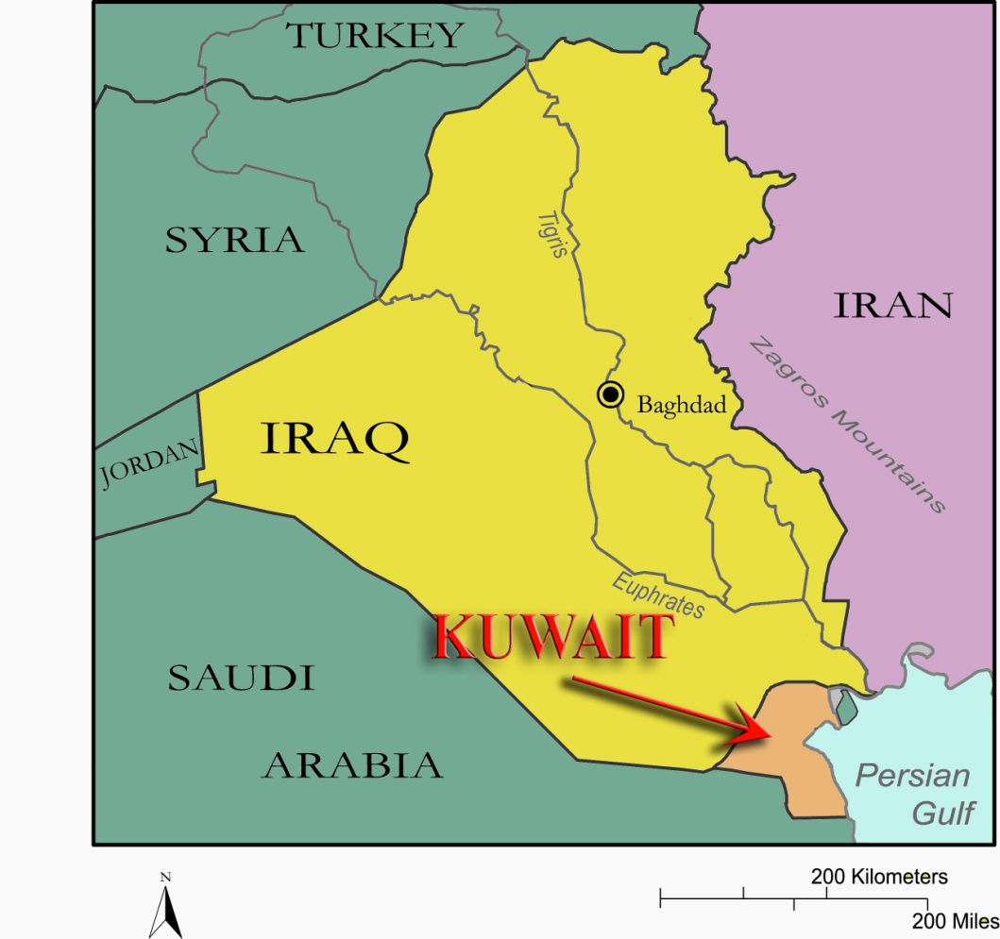 TURKEY
SYRIA
Tigris
IRAN
Zagros Mountains
Baghdad
IRAQ
JORDAN
Euphrates
KUWAIT
SAUDI
ARABIA
Persian
Gulf
N
200 Kilometers
200 Miles